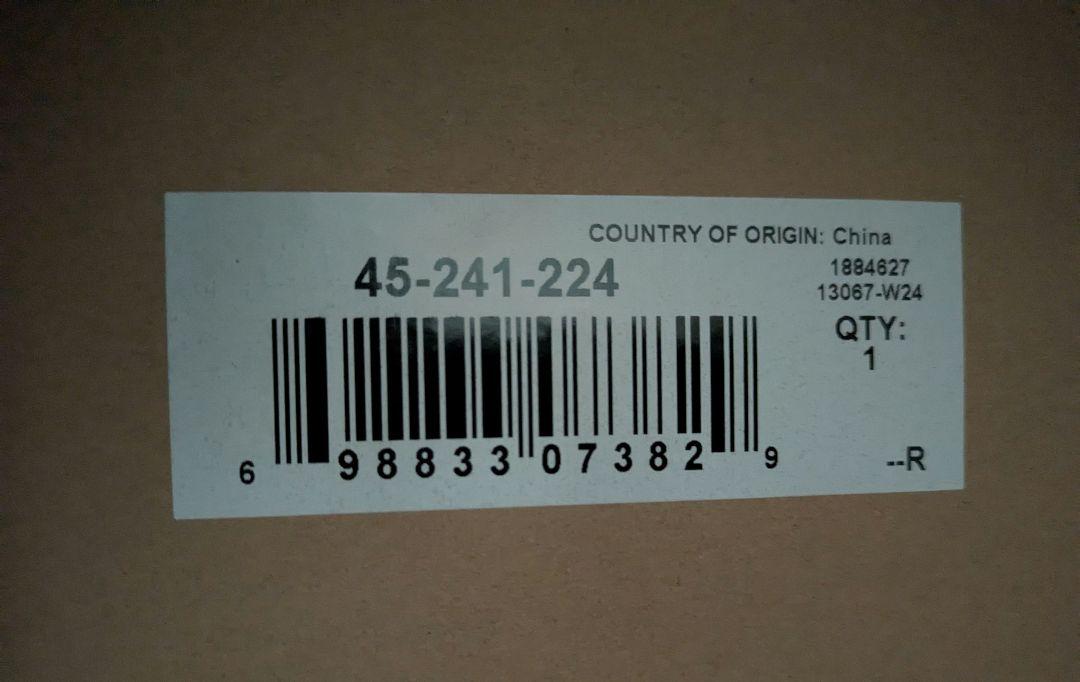 COUNTRY OF ORIGIN: China
45-241-224
1884627
13067-W24
QTY:
1
6 98833 07382 9
--R